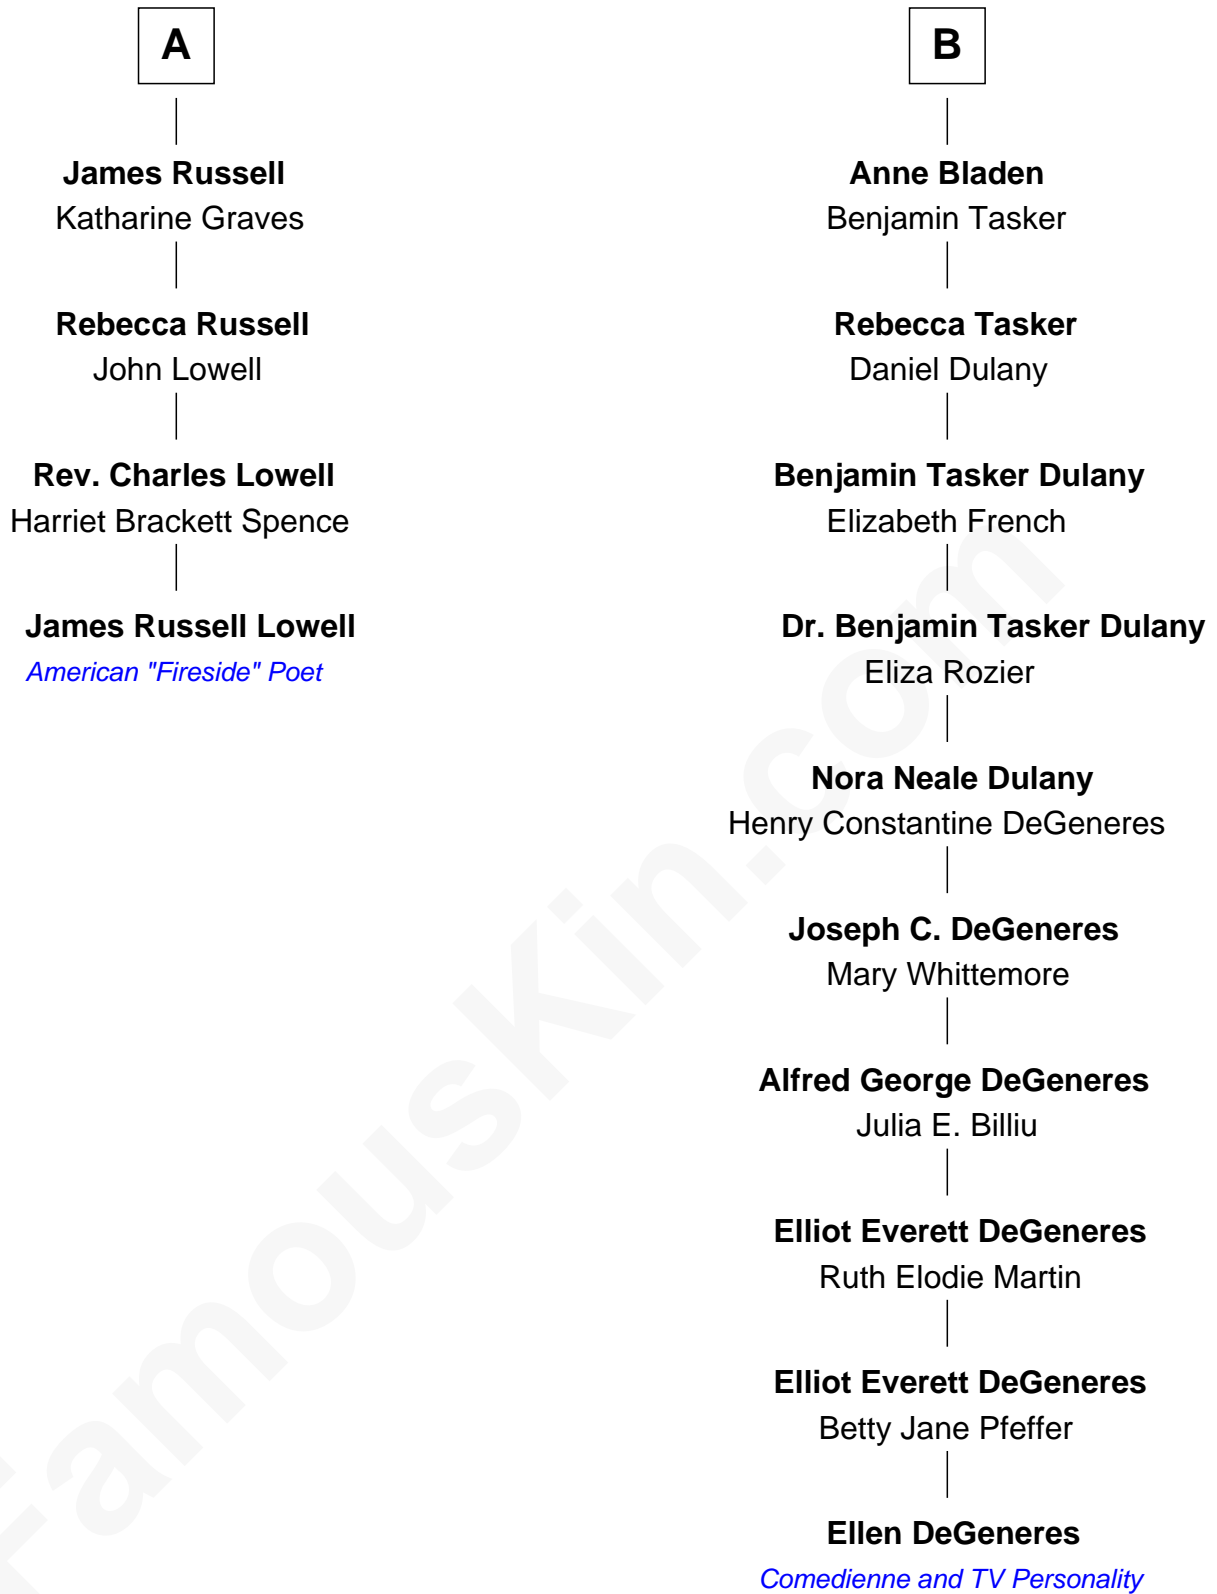 A
James Russell
Katharine Graves
Rebecca Russell
John Lowell
Rev. Charles Lowell
Harriet Brackett Spence
James Russell Lowell
American "Fireside" Poet
B
Anne Bladen
Benjamin Tasker
Rebecca Tasker
Daniel Dulany
Benjamin Tasker Dulany
Elizabeth French
Dr. Benjamin Tasker Dulany
Eliza Rozier
Nora Neale Dulany
Henry Constantine DeGeneres
Joseph C. DeGeneres
Mary Whittemore
Alfred George DeGeneres
Julia E. Billiu
Elliot Everett DeGeneres
Ruth Elodie Martin
Elliot Everett DeGeneres
Betty Jane Pfeffer
Ellen DeGeneres
Comedienne and TV Personality
FamousKin.com